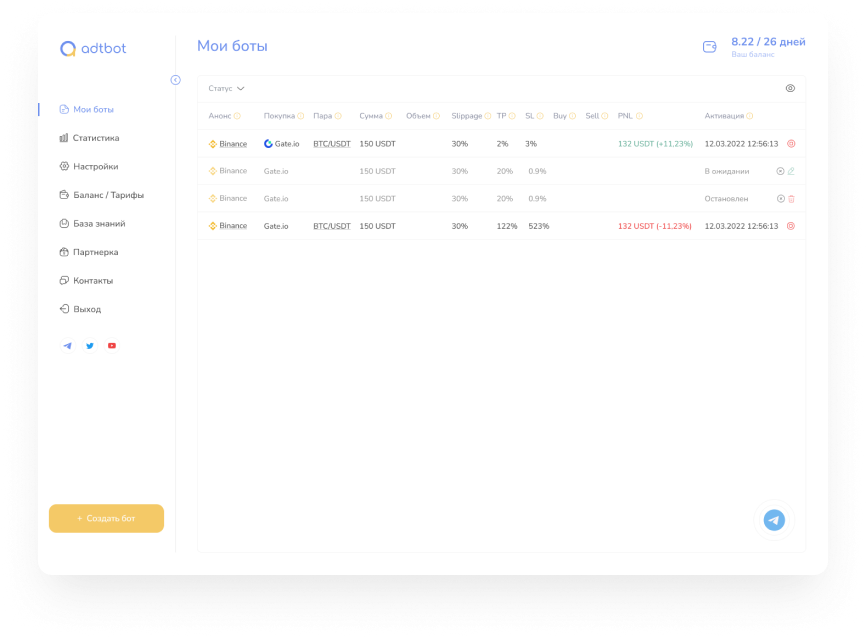 adtbot
Мои боты
8.22 / 26 дней
Ваш баланс
Мои боты
Статистика
Настройки
Баланс / Тарифы
База знаний
Партнерка
Контакты
Выход
+ Создать бот
Статус
Анонс Покупка Пара Сумма Объем Slippage TP SL Buy Sell PNL Активация
Binance Gate.io BTC/USDT 150 USDT 30% 2% 3% 132 USDT (+11,23%) 12.03.2022 12:56:13
Binance Gate.io 150 USDT 30% 20% 0.9% В ожидании
Binance Gate.io 150 USDT 30% 20% 0.9% Остановлен
Binance Gate.io BTC/USDT 150 USDT 30% 122% 523% 132 USDT (-11,23%) 12.03.2022 12:56:13